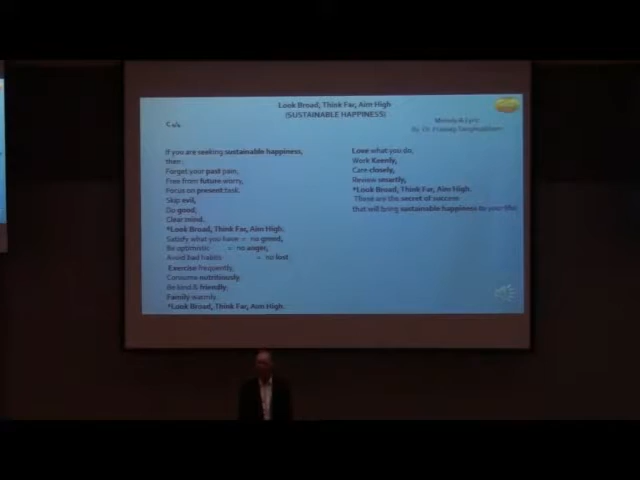 Look Broad, Think Far, Aim High
(SUSTAINABLE HAPPINESS)
Melody & Lyric
By Dr.
If you are seeking sustainable happiness,
then:
Forget your past pain,
Free from future worry,
Focus on present task.
Skip evil,
Do good,
Clear mind.
*Look Broad, Think Far, Aim High.
Satisfy what you have = no greed,
Be optimistic = no anger,
Avoid bad habits = no lust.
Exercise frequently,
Consume nutritiously,
Be kind & friendly,
Family warmly.
*Look Broad, Think Far, Aim High.
Love what you do,
Work Keenly,
Care closely,
Review smartly,
*Look Broad, Think Far, Aim High.
These are the secret of success
that will bring sustainable happiness to your life!